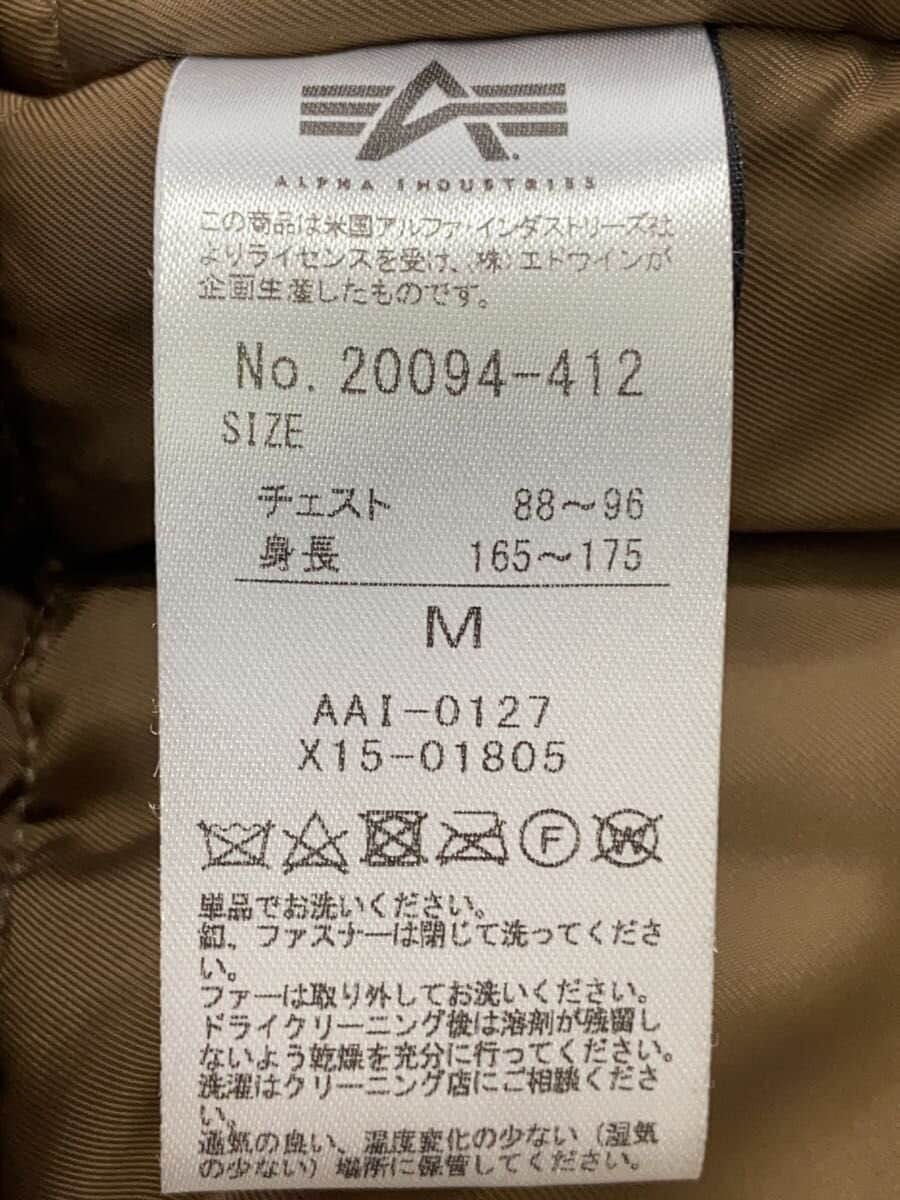 ALPHA INDUSTRIES
この商品は米国アルファ・インダストリーズ社
よりライセンスを受け、(株)エドウインが
企画生産したものです。
No. 20094-412
SIZE
チェスト 88～96
身長 165～175
M
AAI-0127
X15-01805
F W
単品でお洗いください。
釦、ファスナーは閉じて洗ってくださ
い。
ファーは取り外してお洗いください。
ドライクリーニング後は溶剤が残留し
ないよう乾燥を充分に行ってください。
洗濯はクリーニング店にご相談くださ
い。
通気の良い、温度変化の少ない（湿気
の少ない）場所に保管してください。